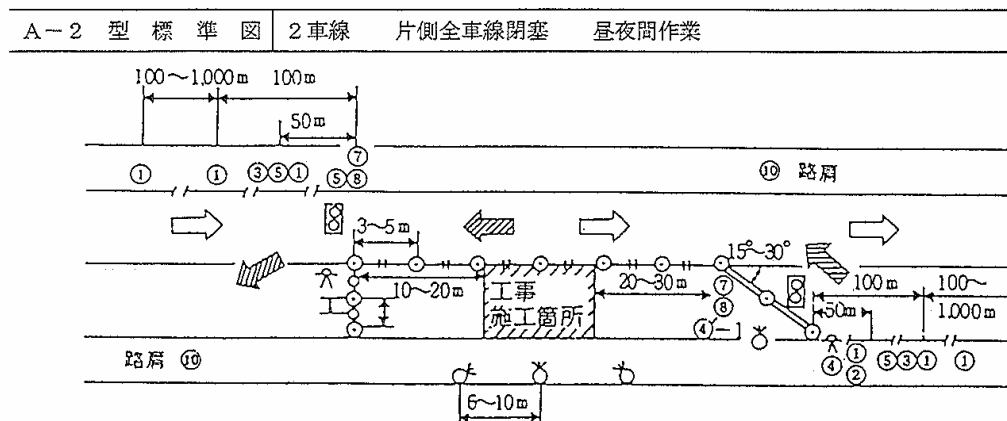 A-2 型 標 準 図 2車線 片側全車線閉塞 昼夜間作業
100~1,000m 100m
50m
⑦
① ① ③⑤① ⑤⑧ ⑩ 路肩
3~5m
15°~30°
10~20m 工事 20~30m ⑦ 100m 100~
施工箇所 ⑧ 50m 1,000m
④'-1
路肩 ⑩ ④ ① ⑤③① ①
②
6~10m